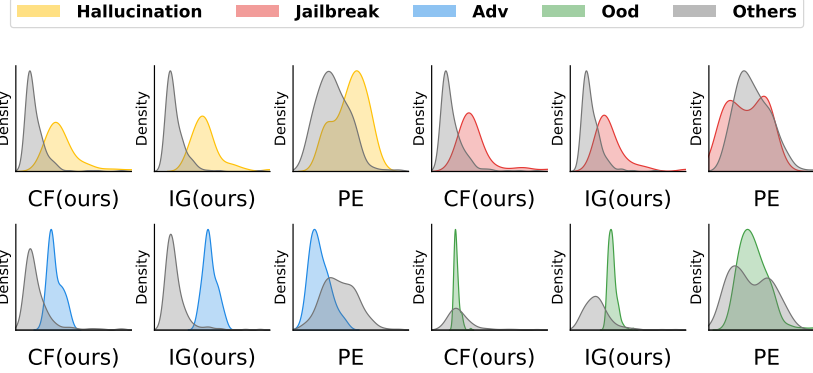 Hallucination Jailbreak Adv Ood Others
Density Density Density Density Density Density
CF(ours) IG(ours) PE CF(ours) IG(ours) PE
Density Density Density Density Density Density
CF(ours) IG(ours) PE CF(ours) IG(ours) PE